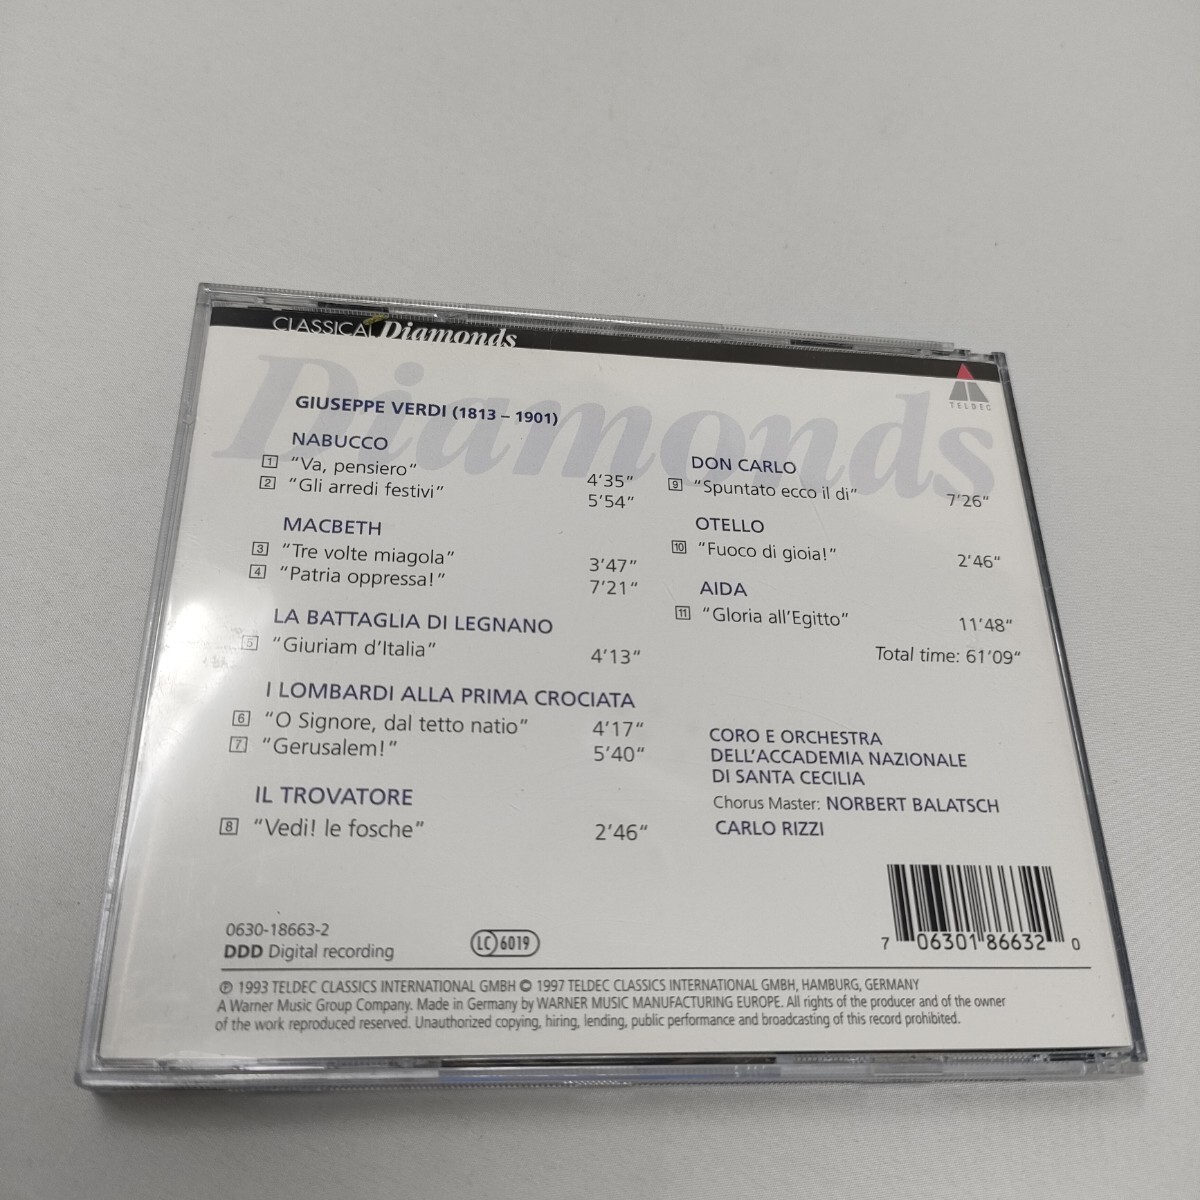 CLASSICAL Diamonds
Diamonds
TELDEC
GIUSEPPE VERDI (1813 – 1901)
NABUCCO
1 “Va, pensiero” 4’35“
2 “Gli arredi festivi” 5’54“
MACBETH
3 “Tre volte miagola” 3’47“
4 “Patria oppressa!” 7’21“
LA BATTAGLIA DI LEGNANO
5 “Giuriam d’Italia” 4’13“
I LOMBARDI ALLA PRIMA CROCIATA
6 “O Signore, dal tetto natio” 4’17“
7 “Gerusalem!” 5’40“
IL TROVATORE
8 “Vedi! le fosche” 2’46“
DON CARLO
9 “Spuntato ecco il di” 7’26“
OTELLO
10 “Fuoco di gioia!” 2’46“
AIDA
11 “Gloria all’Egitto” 11’48“
Total time: 61’09“
CORO E ORCHESTRA
DELL’ACCADEMIA NAZIONALE
DI SANTA CECILIA
Chorus Master: NORBERT BALATSCH
CARLO RIZZI
0630-18663-2
DDD Digital recording
LC 6019
7 06301 86632 0
℗ 1993 TELDEC CLASSICS INTERNATIONAL GMBH © 1997 TELDEC CLASSICS INTERNATIONAL GMBH, HAMBURG, GERMANY
A Warner Music Group Company. Made in Germany by WARNER MUSIC MANUFACTURING EUROPE. All rights of the producer and of the owner
of the work reproduced reserved. Unauthorized copying, hiring, lending, public performance and broadcasting of this record prohibited.